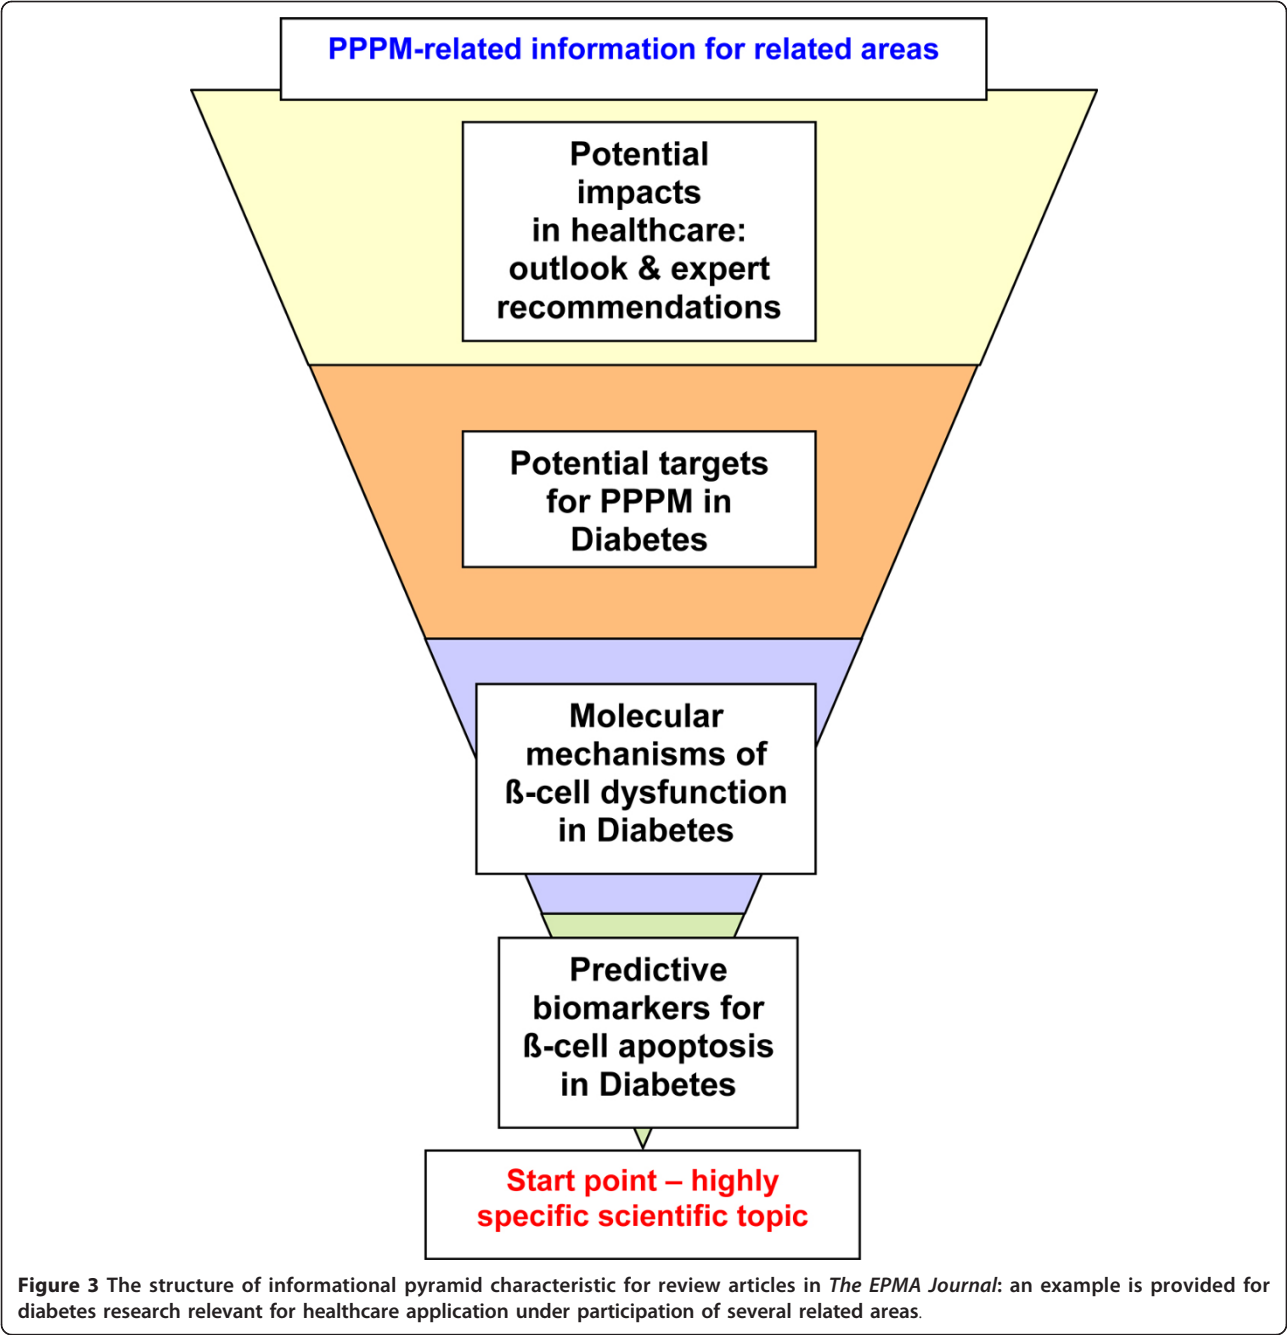 PPPM-related information for related areas
Potential
impacts
in healthcare:
outlook & expert
recommendations
Potential targets
for PPPM in
Diabetes
Molecular
mechanisms of
ß-cell dysfunction
in Diabetes
Predictive
biomarkers for
ß-cell apoptosis
in Diabetes
Start point – highly
specific scientific topic
Figure 3 The structure of informational pyramid characteristic for review articles in The EPMA Journal: an example is provided for
diabetes research relevant for healthcare application under participation of several related areas.